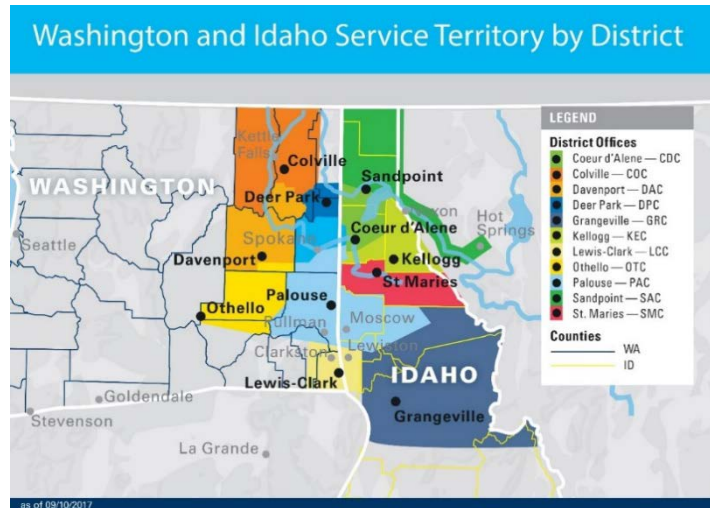 Washington and Idaho Service Territory by District
LEGEND
District Offices
Coeur d'Alene — CDC
Colville — COC
Davenport — DAC
Deer Park — DPC
Grangeville — GRC
Kellogg — KEC
Lewis-Clark — LCC
Othello — OTC
Palouse — PAC
Sandpoint — SAC
St. Maries — SMC
Counties
WA
ID
Kettle
Falls
Colville
WASHINGTON
Sandpoint
Deer Park
Hot
Springs
Seattle
Spokane
Coeur d'Alene
Davenport
Kellogg
St Maries
Othello
Palouse
Pullman
Moscow
Clarkston
Lewiston
Lewis-Clark
IDAHO
Goldendale
Grangeville
Stevenson
La Grande
as of 09/10/2017